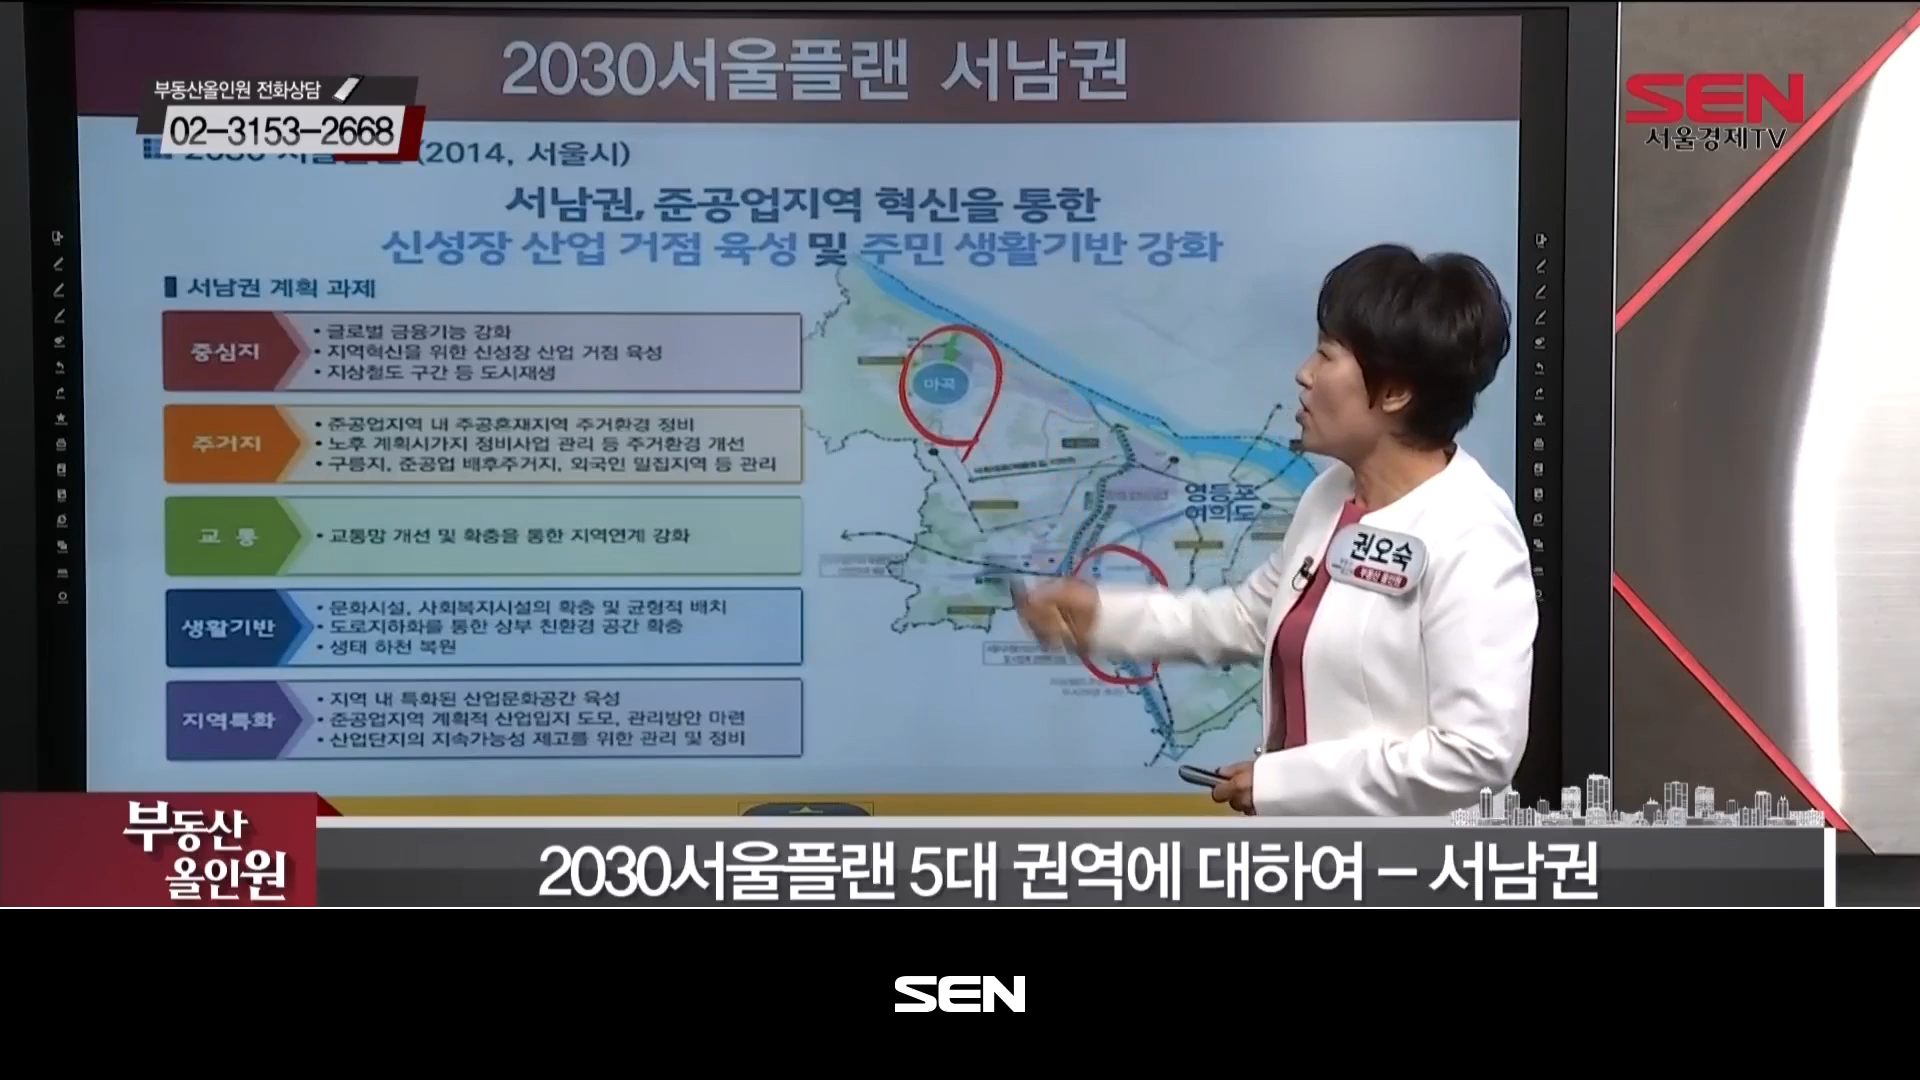 2030서울플랜 서남권
부동산올인원 전화상담
02-3153-2668
SEN
서울경제TV
(2014, 서울시)
서남권, 준공업지역 혁신을 통한
신성장 산업 거점 육성 및 주민 생활기반 강화
서남권 계획 과제
중심지
• 글로벌 금융기능 강화
• 지역혁신을 위한 신성장 산업 거점 육성
• 지상철도 구간 등 도시재생
주거지
• 준공업지역 내 주공혼재지역 주거환경 정비
• 노후 계획시가지 정비사업 관리 등 주거환경 개선
• 구릉지, 준공업 배후주거지, 외국인 밀집지역 등 관리
교 통
• 교통망 개선 및 확충을 통한 지역연계 강화
생활기반
• 문화시설, 사회복지시설의 확충 및 균형적 배치
• 도로지하화를 통한 상부 친환경 공간 확충
• 생태 하천 복원
지역특화
• 지역 내 특화된 산업문화공간 육성
• 준공업지역 계획적 산업입지 도모, 관리방안 마련
• 산업단지의 지속가능성 제고를 위한 관리 및 정비
마곡
영등포
여의도
권오숙
부동산
올인원
2030서울플랜 5대 권역에 대하여 – 서남권
SEN